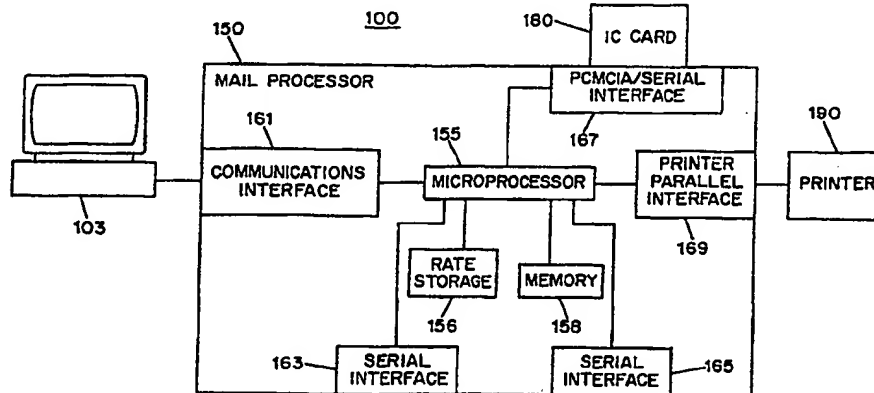 100
180
IC CARD
150
MAIL PROCESSOR
PCMCIA/SERIAL
INTERFACE
167
161
155
190
COMMUNICATIONS
INTERFACE
MICROPROCESSOR
PRINTER
PARALLEL
INTERFACE
PRINTER
103
169
RATE
STORAGE
MEMORY
156
158
163
SERIAL
INTERFACE
SERIAL
INTERFACE
165